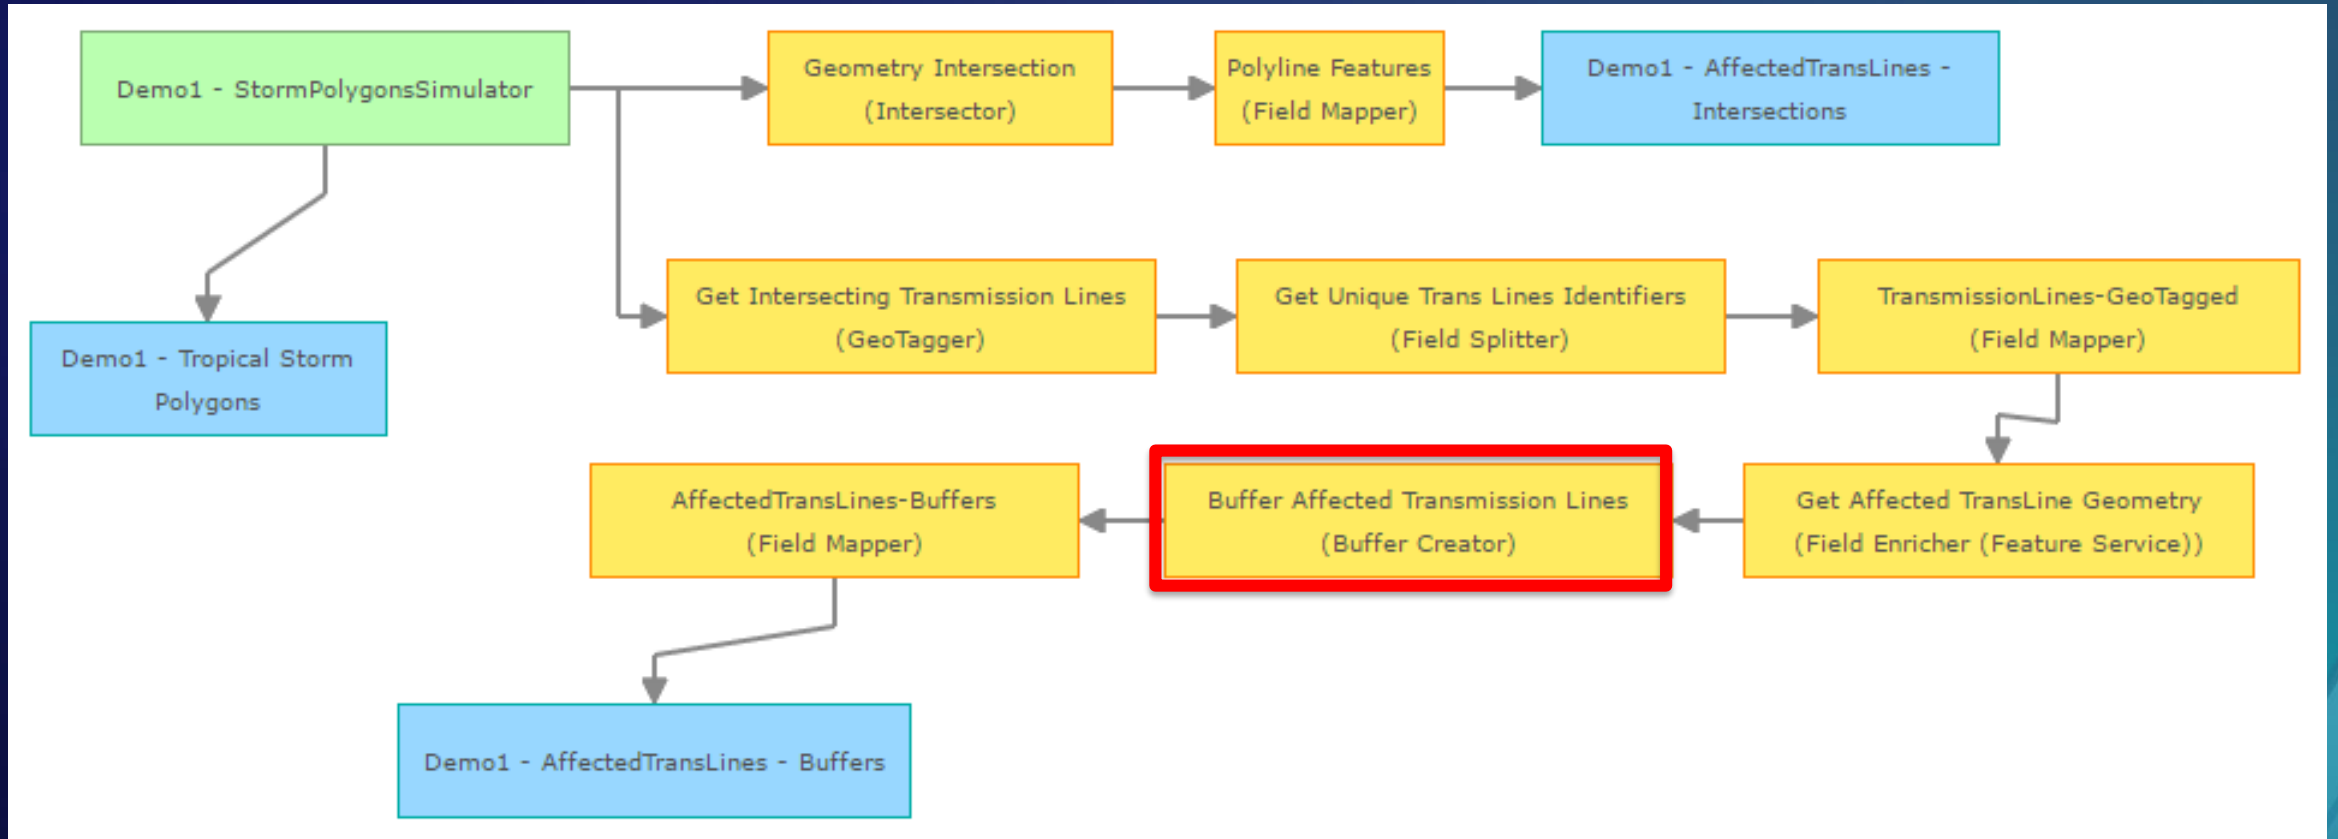 Demo1 - StormPolygonsSimulator
Geometry Intersection
(Intersector)
Polyline Features
(Field Mapper)
Demo1 - AffectedTransLines -
Intersections
Get Intersecting Transmission Lines
(GeoTagger)
Get Unique Trans Lines Identifiers
(Field Splitter)
TransmissionLines-GeoTagged
(Field Mapper)
Demo1 - Tropical Storm
Polygons
AffectedTransLines-Buffers
(Field Mapper)
Buffer Affected Transmission Lines
(Buffer Creator)
Get Affected TransLine Geometry
(Field Enricher (Feature Service))
Demo1 - AffectedTransLines - Buffers